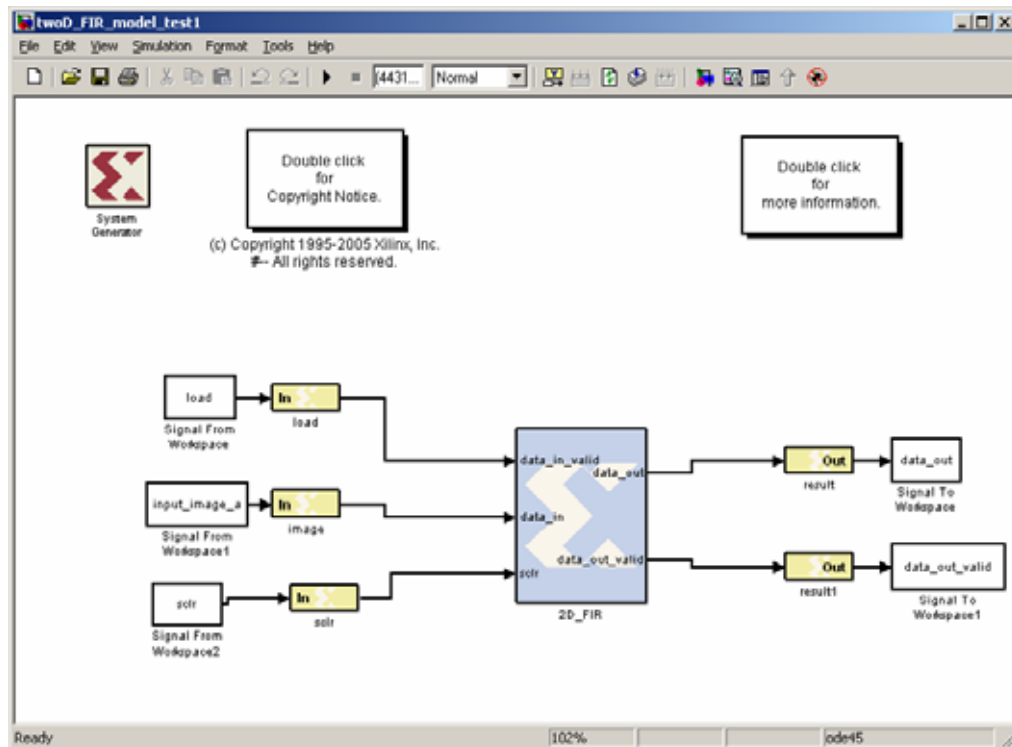 twoD_FIR_model_test1
File Edit View Simulation Format Tools Help
(4431... Normal
Double click
for
Copyright Notice.
Double click
for
more information.
System
Generator
(c) Copyright 1995-2005 Xilinx, Inc.
#-- All rights reserved.
load
In
load
Signal From
Workspace
data_in_valid
data_out
Out
result
data_out
Signal To
Workspace
input_image_a
In
image
Signal From
Workspace1
data_in
data_out_valid
Out
result1
data_out_valid
Signal To
Workspace1
sclr
In
sclr
Signal From
Workspace2
sclr
2D_FIR
Ready 102% ode45